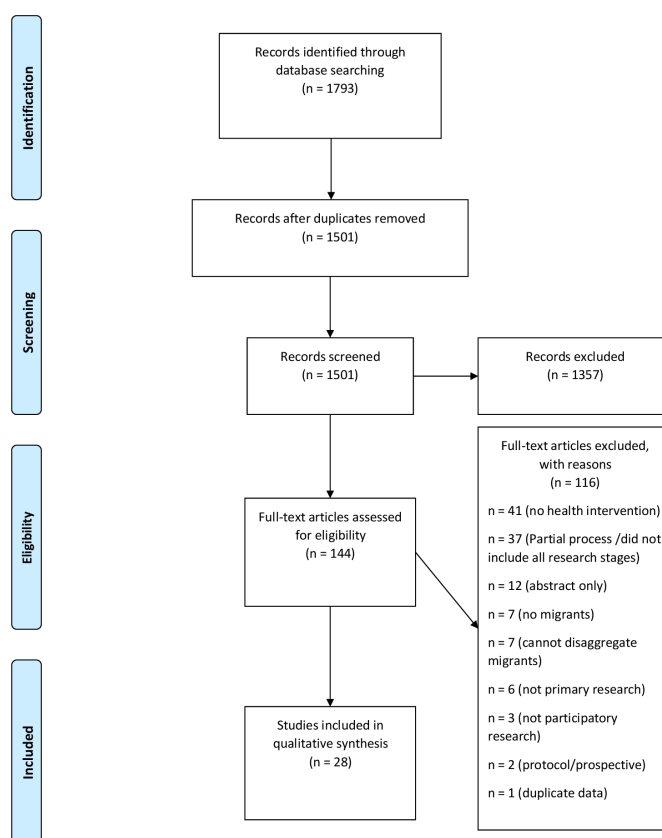 Identification
Records identified through
database searching
(n = 1793)
Records after duplicates removed
(n = 1501)
Screening
Records screened
(n = 1501)
Records excluded
(n = 1357)
Eligibility
Full-text articles assessed
for eligibility
(n = 144)
Full-text articles excluded,
with reasons
(n = 116)
n = 41 (no health intervention)
n = 37 (Partial process /did not
include all research stages)
n = 12 (abstract only)
n = 7 (no migrants)
n = 7 (cannot disaggregate
migrants)
n = 6 (not primary research)
n = 3 (not participatory
research)
n = 2 (protocol/prospective)
n = 1 (duplicate data)
Included
Studies included in
qualitative synthesis
(n = 28)